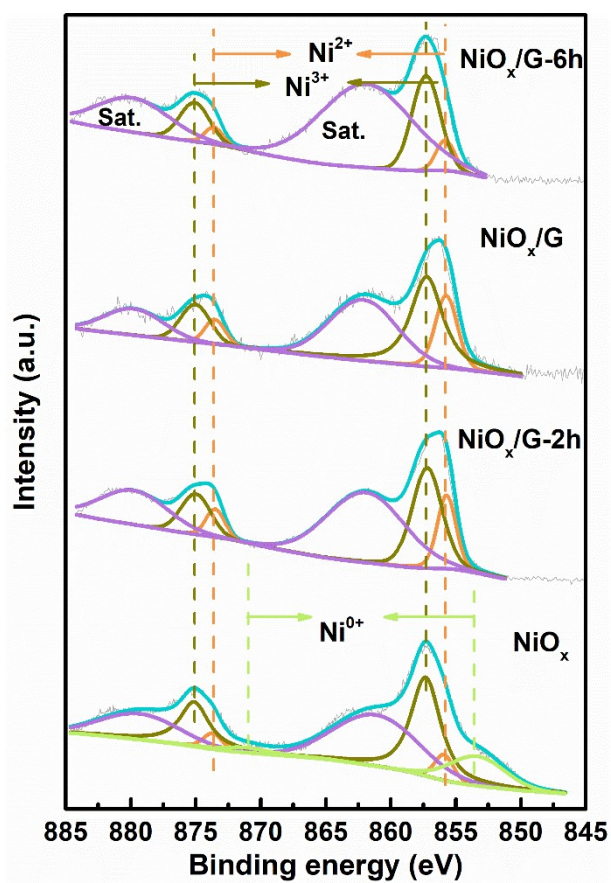 Ni²⁺
NiOₓ/G-6h
Ni³⁺
Sat.
Sat.
NiOₓ/G
NiOₓ/G-2h
Ni⁰⁺
NiOₓ
Intensity (a.u.)
885 880 875 870 865 860 855 850 845
Binding energy (eV)